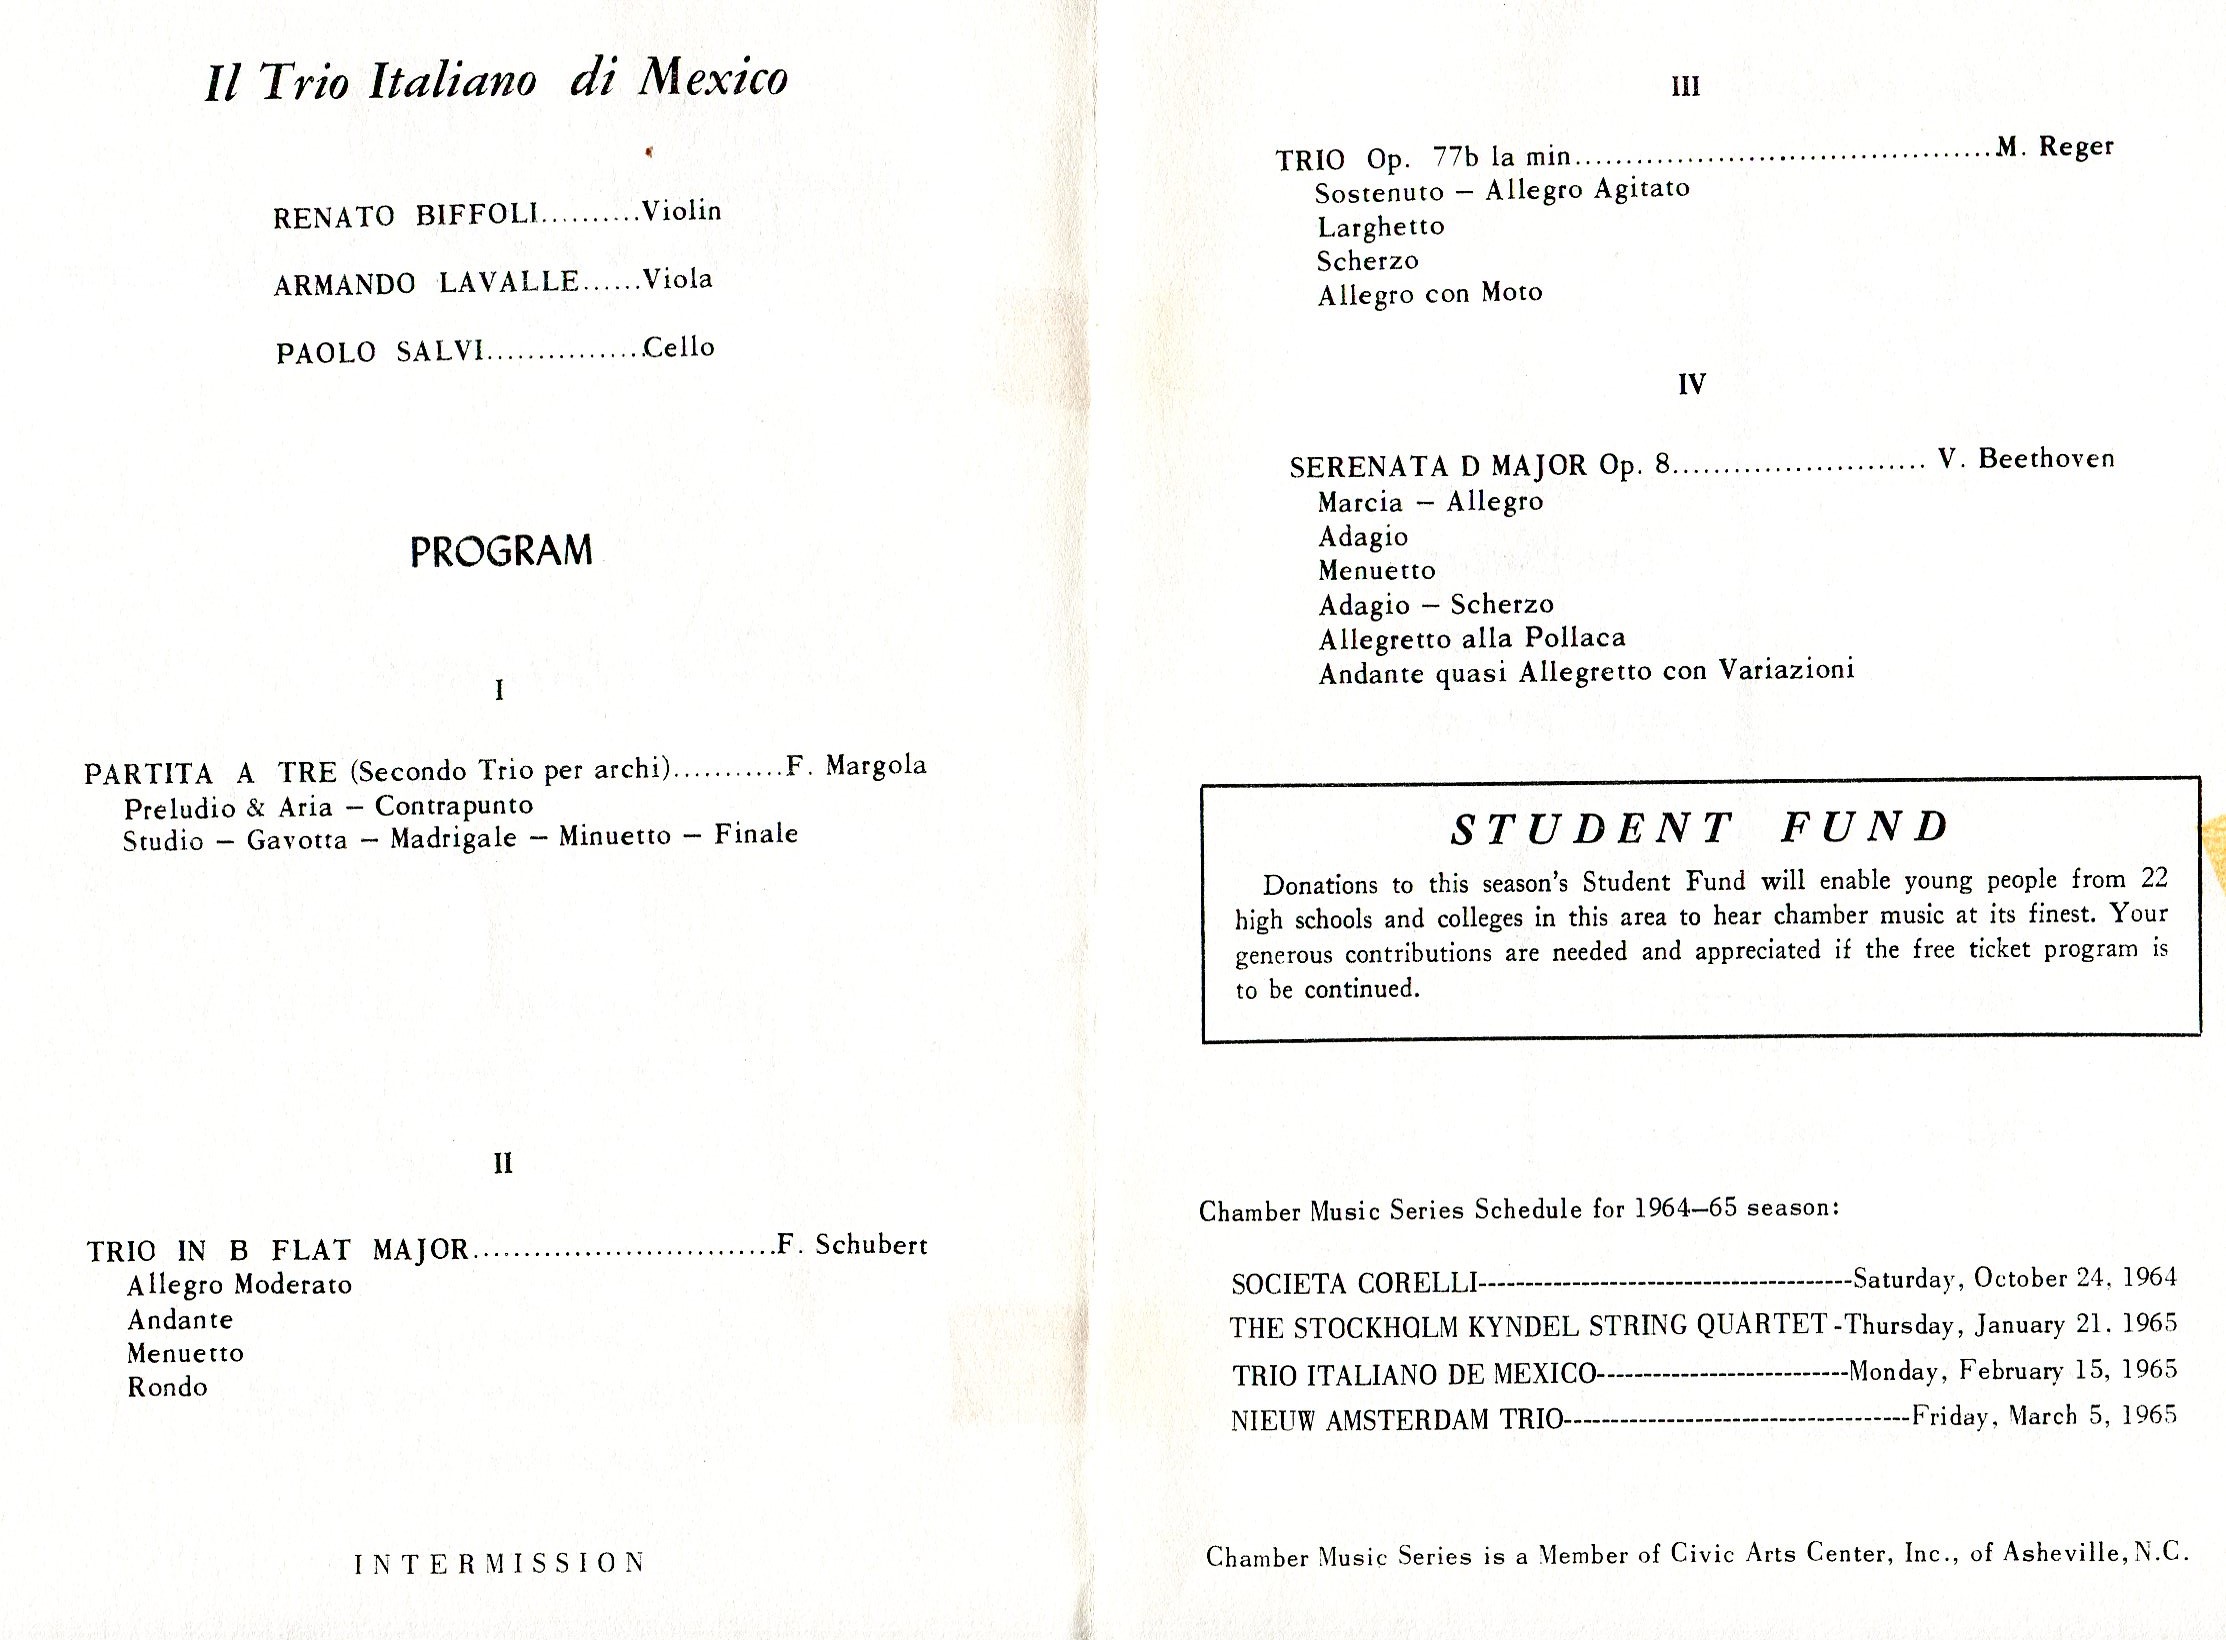 Il Trio Italiano di Mexico
RENATO BIFFOLI..........Violin
ARMANDO LAVALLE......Viola
PAOLO SALVI................Cello
PROGRAM
I
PARTITA A TRE (Secondo Trio per archi)...........F. Margola
Preludio & Aria — Contrapunto
Studio — Gavotta — Madrigale — Minuetto — Finale
II
TRIO IN B FLAT MAJOR..............................F. Schubert
Allegro Moderato
Andante
Menuetto
Rondo
INTERMISSION
III
TRIO Op. 77b la min.........................................M. Reger
Sostenuto — Allegro Agitato
Larghetto
Scherzo
Allegro con Moto
IV
SERENATA D MAJOR Op. 8......................... V. Beethoven
Marcia — Allegro
Adagio
Menuetto
Adagio — Scherzo
Allegretto alla Pollaca
Andante quasi Allegretto con Variazioni
STUDENT FUND
Donations to this season's Student Fund will enable young people from 22
high schools and colleges in this area to hear chamber music at its finest. Your
generous contributions are needed and appreciated if the free ticket program is
to be continued.
Chamber Music Series Schedule for 1964—65 season:
SOCIETA CORELLI----------------------------------------Saturday, October 24, 1964
THE STOCKHOLM KYNDEL STRING QUARTET-Thursday, January 21. 1965
TRIO ITALIANO DE MEXICO---------------------------Monday, February 15, 1965
NIEUW AMSTERDAM TRIO-------------------------------------Friday, March 5, 1965
Chamber Music Series is a Member of Civic Arts Center, Inc., of Asheville, N.C.